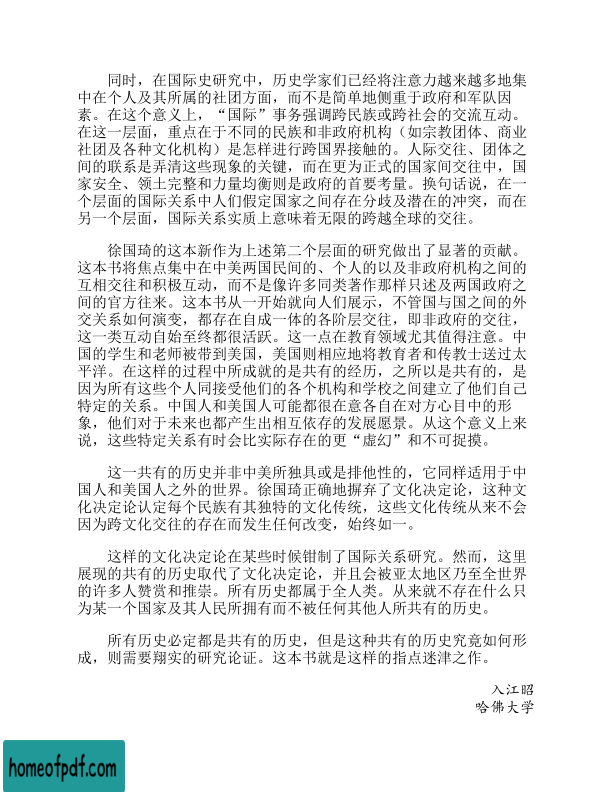 同时，在国际史研究中，历史学家们已经将注意力越来越多地集
中在个人及其所属的社团方面，而不是简单地侧重于政府和军队因
素。在这个意义上，“国际”事务强调跨民族或跨社会的交流互动。
在这一层面，重点在于不同的民族和非政府机构（如宗教团体、商业
社团及各种文化机构）是怎样进行跨国界接触的。人际交往、团体之
间的联系是弄清这些现象的关键，而在更为正式的国家间交往中，国
家安全、领土完整和力量均衡则是政府的首要考量。换句话说，在一
个层面的国际关系中人们假定国家之间存在分歧及潜在的冲突，而在
另一个层面，国际关系实质上意味着无限的跨越全球的交往。
徐国琦的这本新作为上述第二个层面的研究做出了显著的贡献。
这本书将焦点集中在中美两国民间的、个人的以及非政府机构之间的
互相交往和积极互动，而不是像许多同类著作那样只述及两国政府之
间的官方往来。这本书从一开始就向人们展示，不管国与国之间的外
交关系如何演变，都存在自成一体的各阶层交往，即非政府的交往，
这一类互动自始至终都很活跃。这一点在教育领域尤其值得注意。中
国的学生和老师被带到美国，美国则相应地将教育者和传教士送过太
平洋。在这样的过程中所成就的是共有的经历，之所以是共有的，是
因为所有这些个人同接受他们的各个机构和学校之间建立了他们自己
特定的关系。中国人和美国人可能都很在意各自在对方心目中的形
象，他们对于未来也都产生出相互依存的发展愿景。从这个意义上来
说，这些特定关系有时会比实际存在的更“虚幻”和不可捉摸。
这一共有的历史并非中美所独具或是排他性的，它同样适用于中
国人和美国人之外的世界。徐国琦正确地摒弃了文化决定论，这种文
化决定论认定每个民族有其独特的文化传统，这些文化传统从来不会
因为跨文化交往的存在而发生任何改变，始终如一。
这样的文化决定论在某些时候钳制了国际关系研究。然而，这里
展现的共有的历史取代了文化决定论，并且会被亚太地区乃至全世界
的许多人赞赏和推崇。所有历史都属于全人类。从来就不存在什么只
为某一个国家及其人民所拥有而不被任何其他人所共有的历史。
所有历史必定都是共有的历史，但是这种共有的历史究竟如何形
成，则需要翔实的研究论证。这本书就是这样的指点迷津之作。
入江昭
哈佛大学
homeofpdf.com